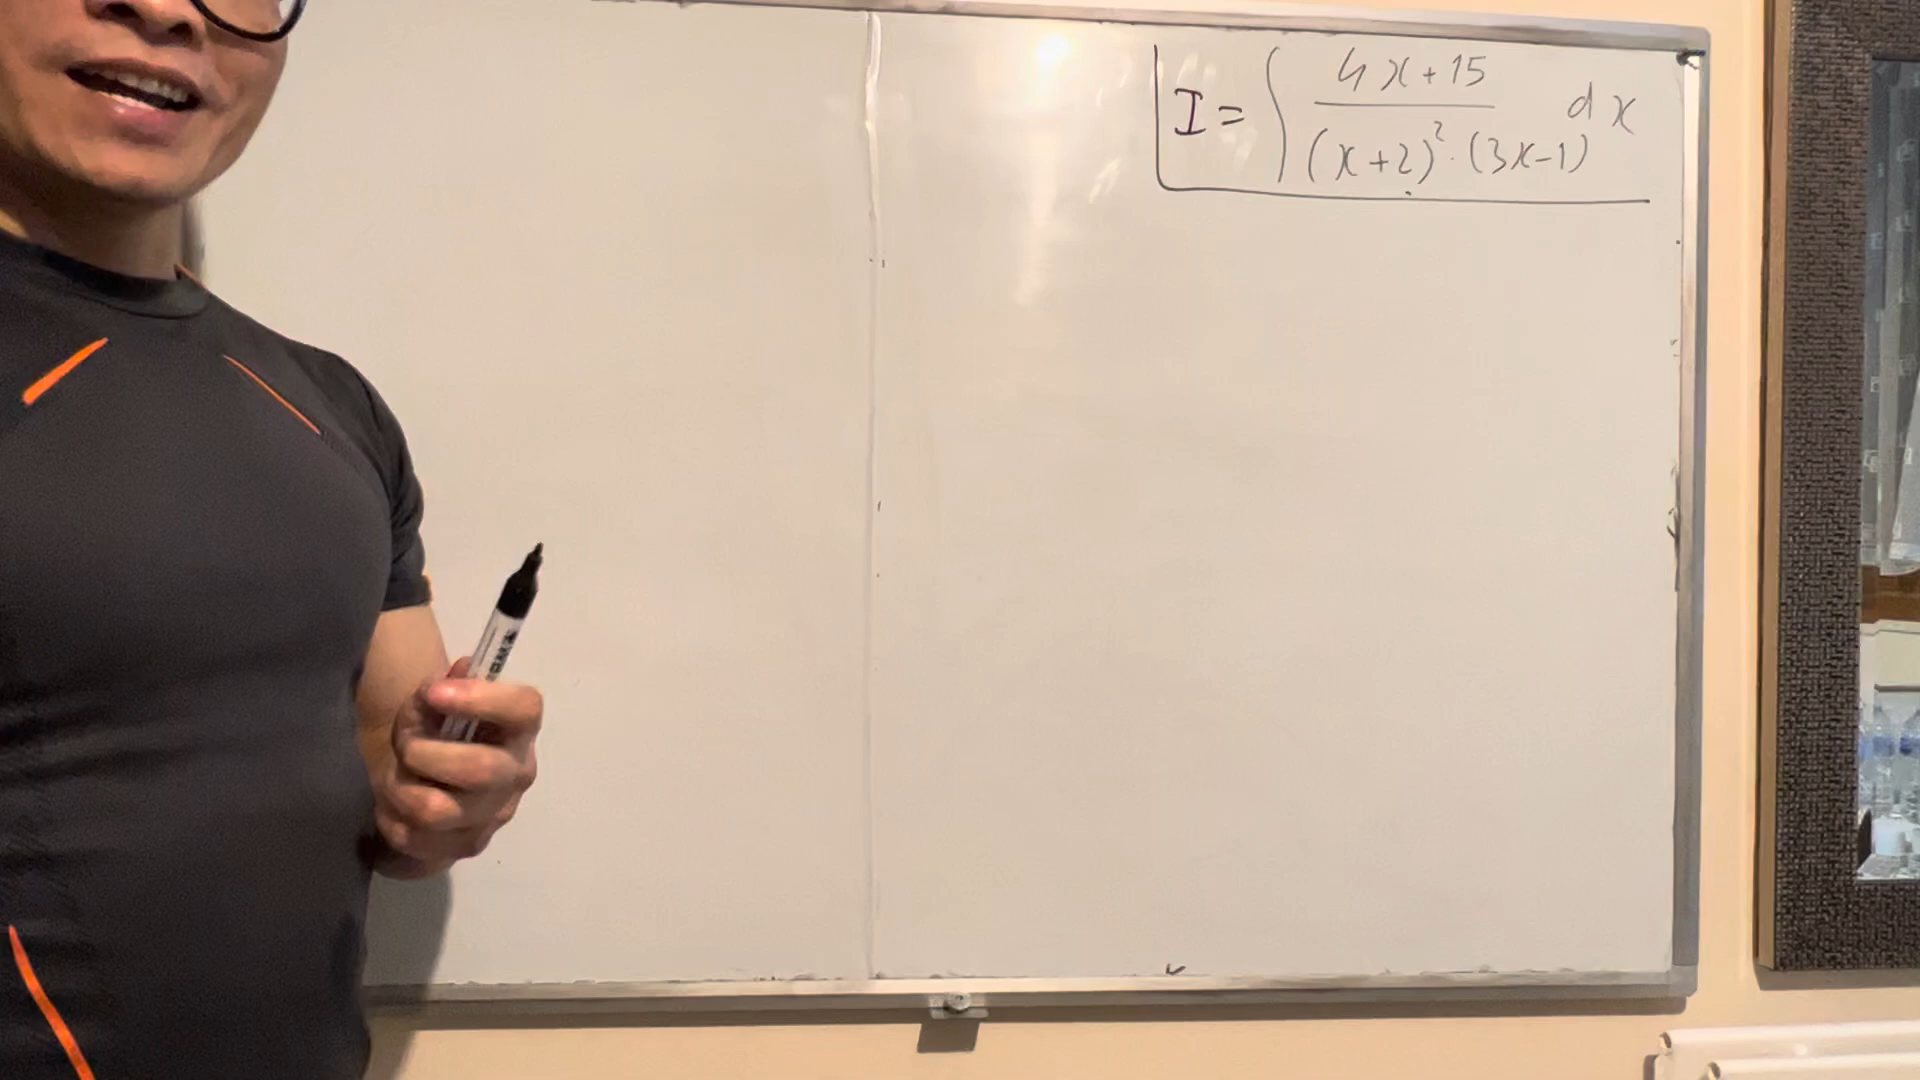 I = ∫ 4x+15 / (x+2)² · (3x-1) dx